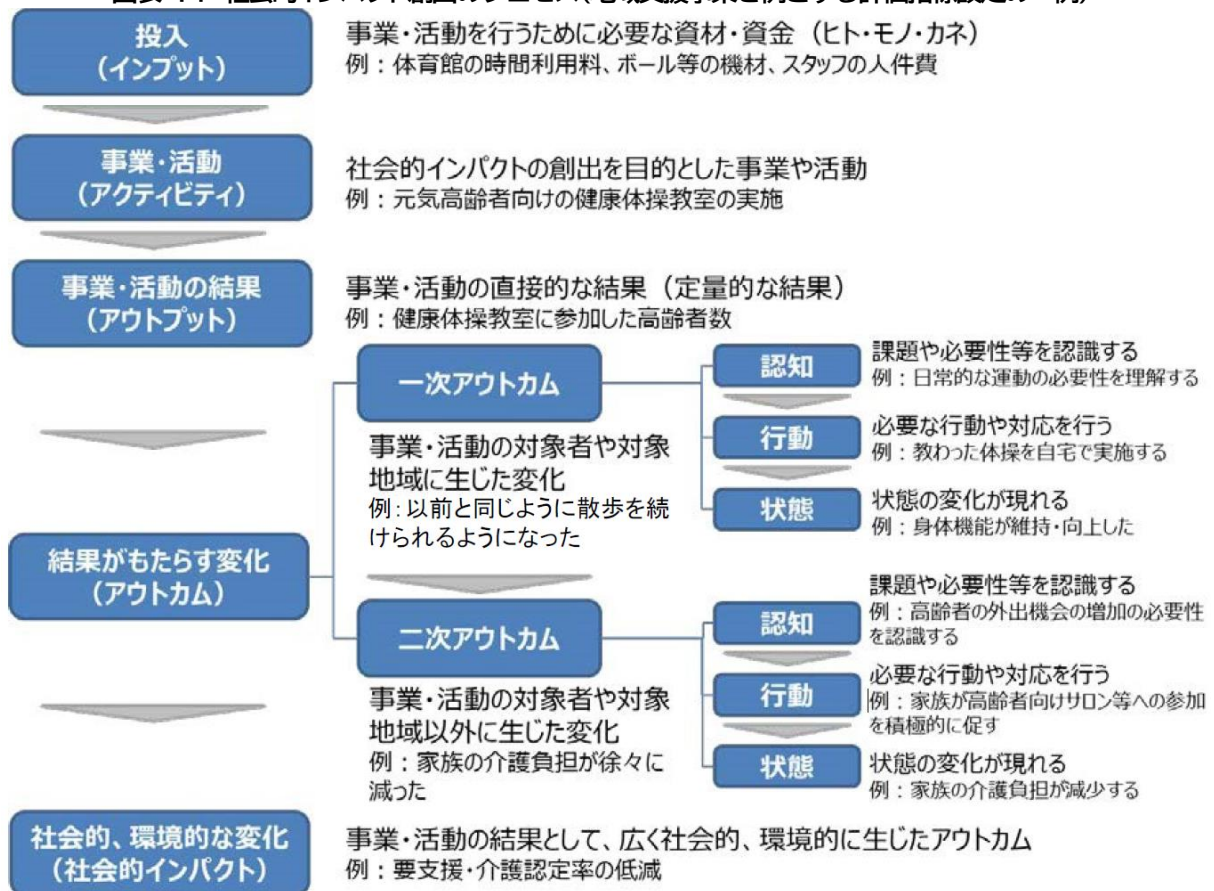 投入
(インプット)
事業・活動を行うために必要な資材・資金（ヒト・モノ・カネ）
例：体育館の時間利用料、ボール等の機材、スタッフの人件費
事業・活動
(アクティビティ)
社会的インパクトの創出を目的とした事業や活動
例：元気高齢者向けの健康体操教室の実施
事業・活動の結果
(アウトプット)
事業・活動の直接的な結果（定量的な結果）
例：健康体操教室に参加した高齢者数
一次アウトカム
事業・活動の対象者や対象
地域に生じた変化
例：以前と同じように散歩を続
けられるようになった
認知
課題や必要性等を認識する
例：日常的な運動の必要性を理解する
行動
必要な行動や対応を行う
例：教わった体操を自宅で実施する
状態
状態の変化が現れる
例：身体機能が維持・向上した
結果がもたらす変化
(アウトカム)
二次アウトカム
事業・活動の対象者や対象
地域以外に生じた変化
例：家族の介護負担が徐々に
減った
認知
課題や必要性等を認識する
例：高齢者の外出機会の増加の必要性
を認識する
行動
必要な行動や対応を行う
例：家族が高齢者向けサロン等への参加
を積極的に促す
状態
状態の変化が現れる
例：家族の介護負担が減少する
社会的、環境的な変化
(社会的インパクト)
事業・活動の結果として、広く社会的、環境的に生じたアウトカム
例：要支援・介護認定率の低減